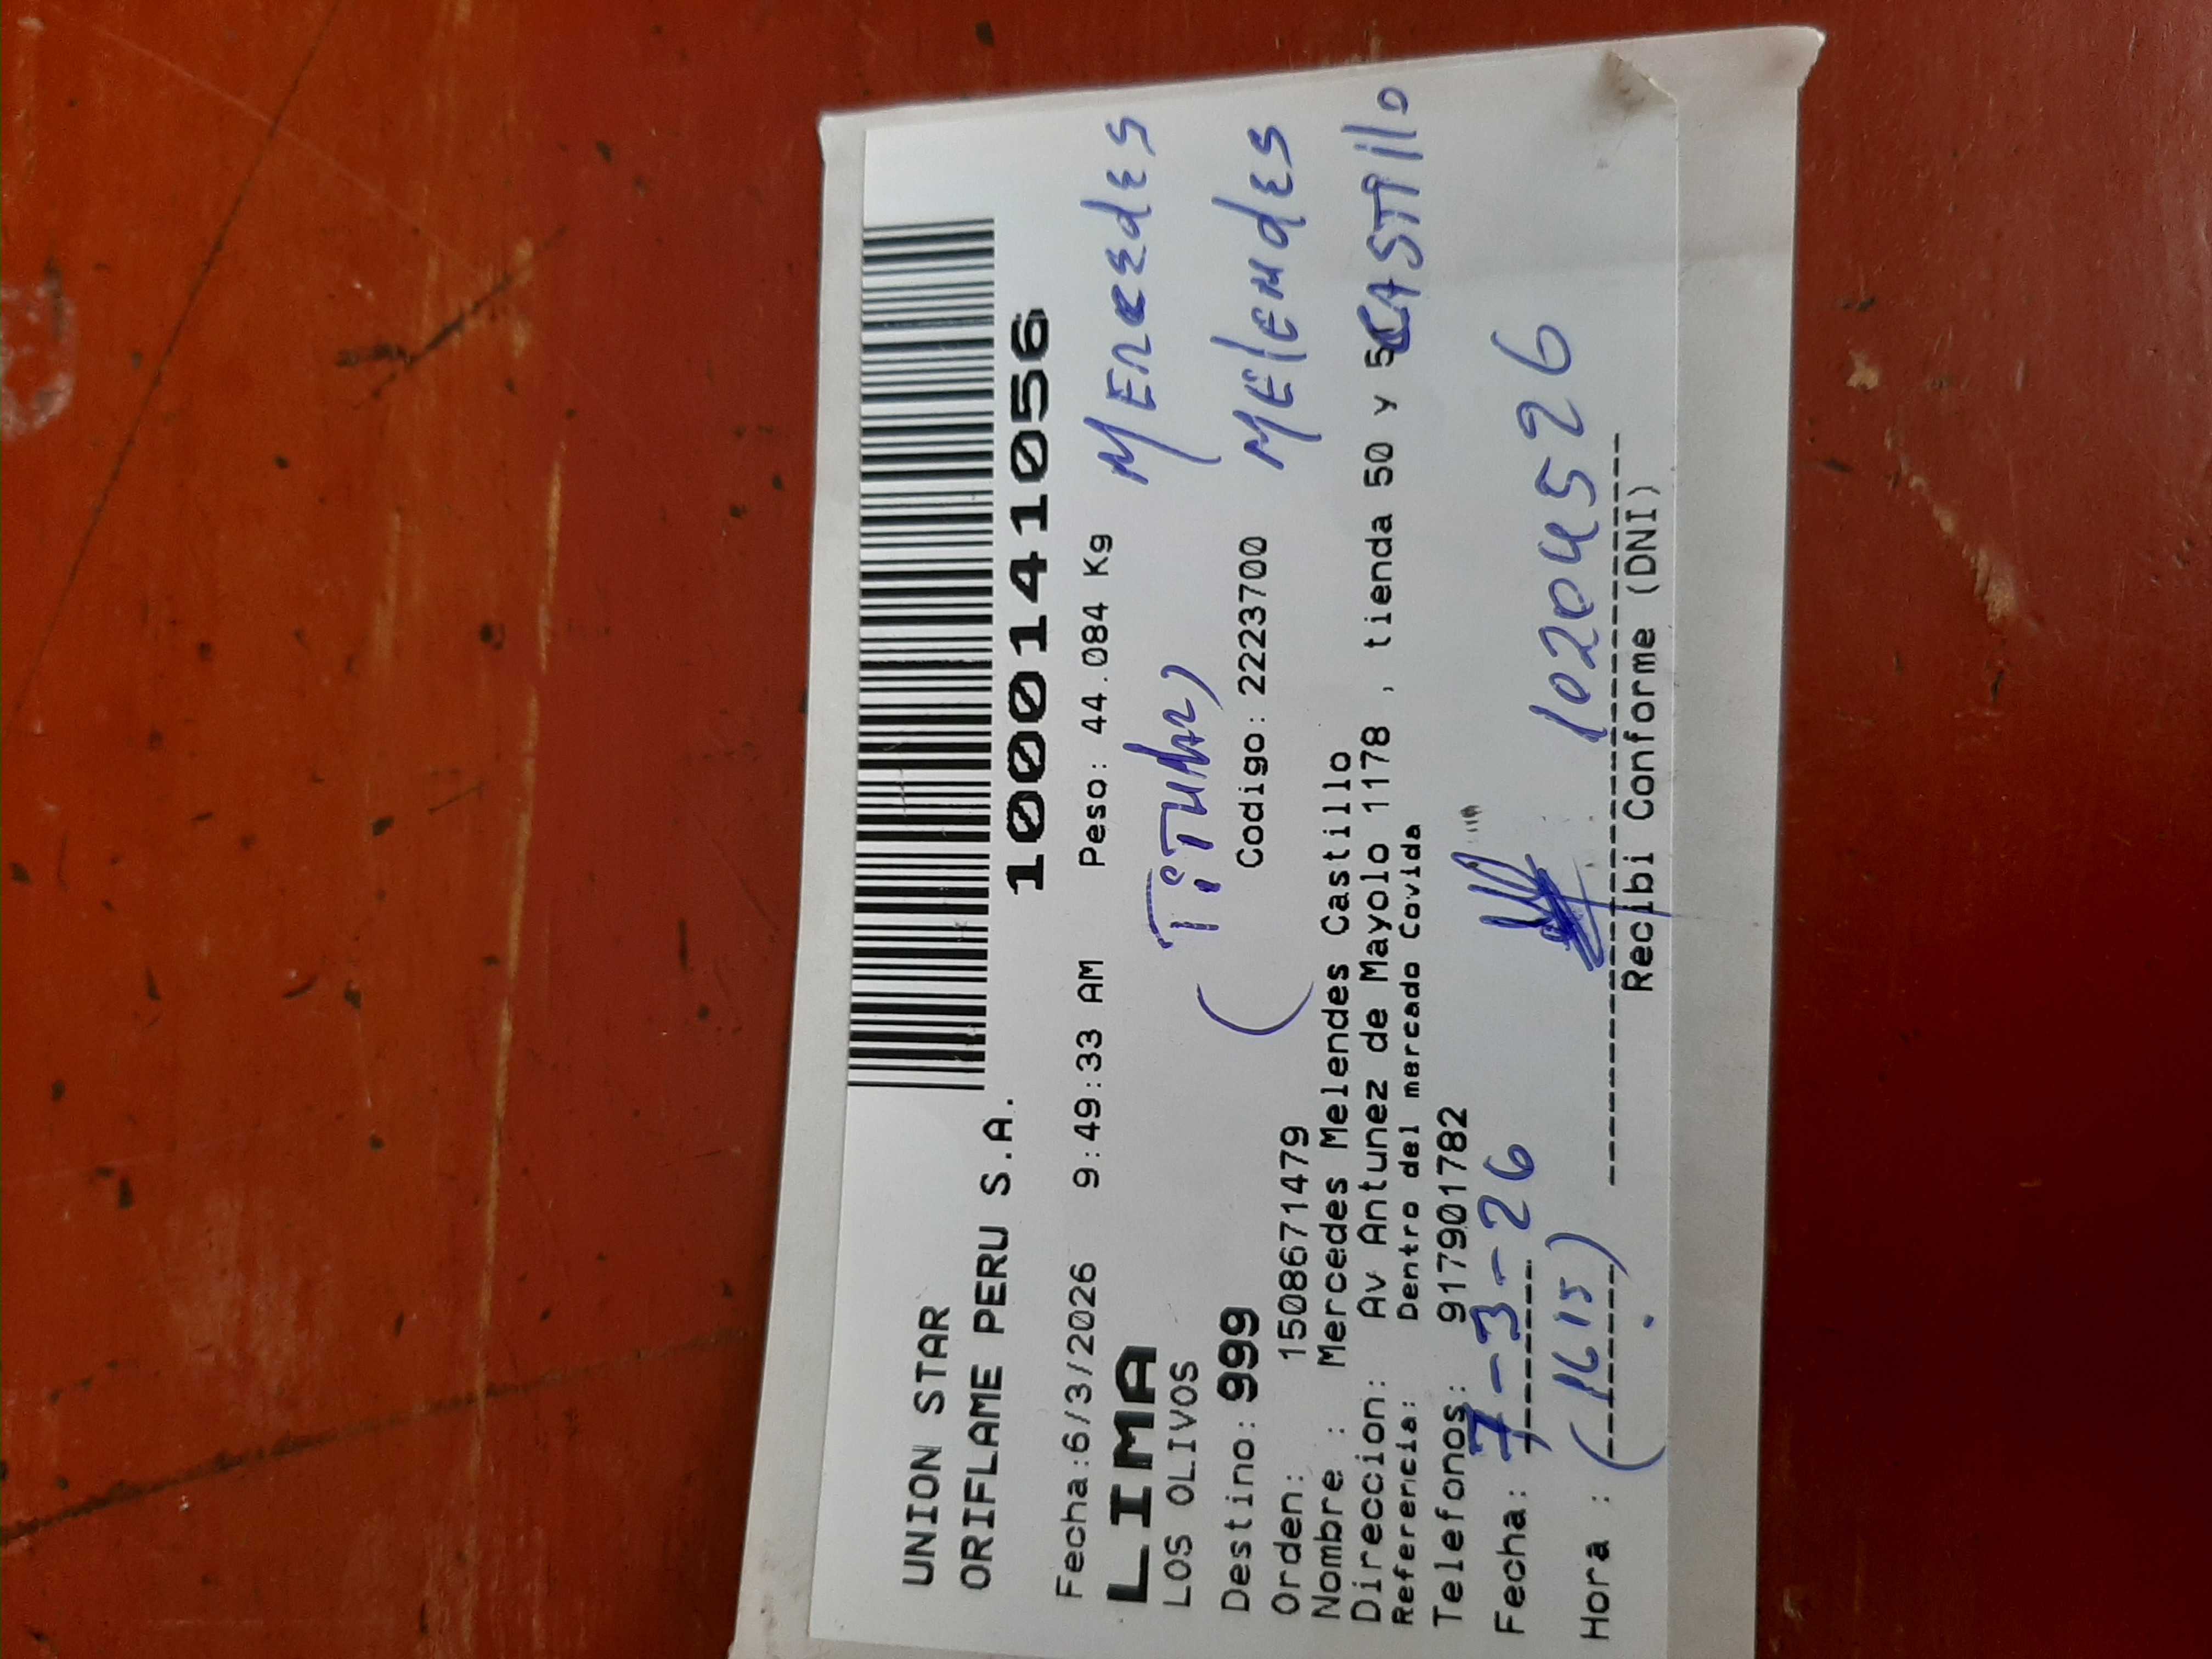 UNION STAR
ORIFLAME PERU S.A.
1000141056
Fecha:6/3/2026 9:49:33 AM Peso: 44.084 Kg
MERCEdES
LIMA
LOS OLIVOS
(TiTULAR)
Destino: 999 Codigo: 2223700
MElENdES
Orden: 1508671479
Nombre : Mercedes Melendes Castillo
Direccion: Av Antunez de Mayolo 1178 , tienda 50 y 5
CASTillo
Referencia: Dentro del mercado Covida
Telefonos: 917901782
Fecha: 7-3-26
10204526
Hora : (1615)
Recibi Conforme (DNI)